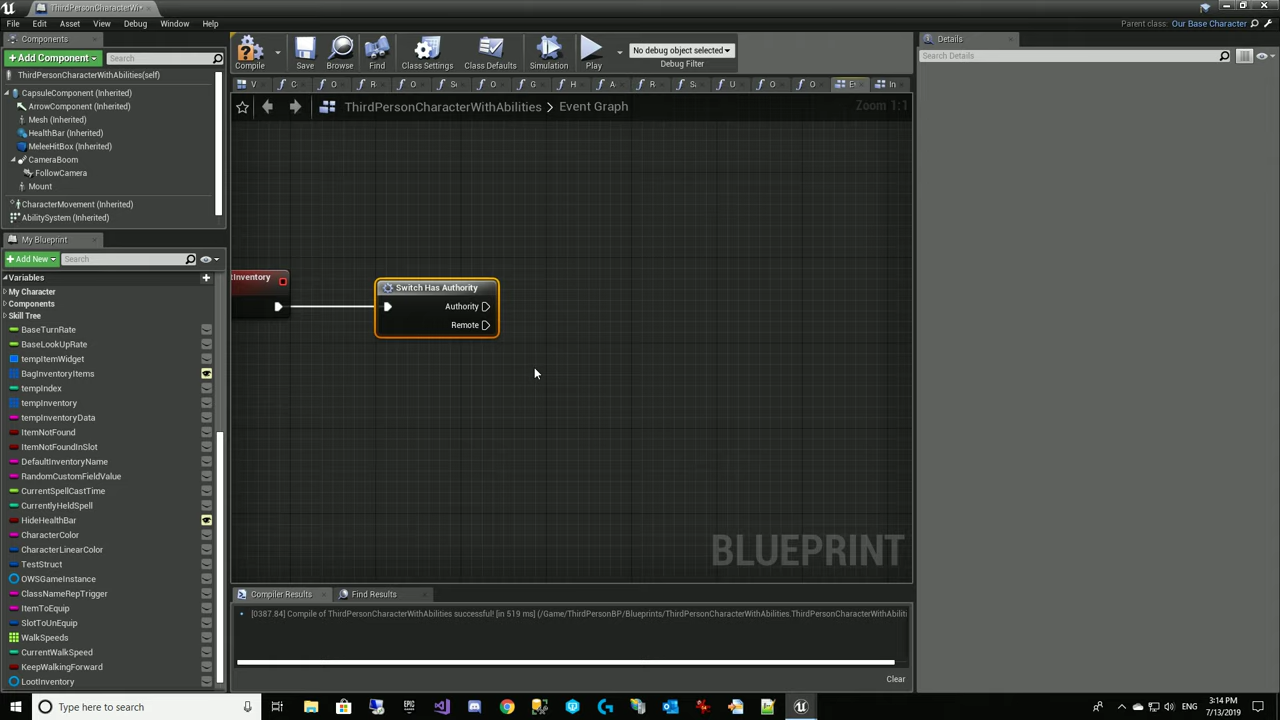 ThirdPersonCharacterWi
File Edit Asset View Debug Window Help
Parent class: Our Base Character
Components
Add Component
Search
ThirdPersonCharacterWithAbilities(self)
CapsuleComponent (Inherited)
ArrowComponent (Inherited)
Mesh (Inherited)
HealthBar (Inherited)
MeleeHitBox (Inherited)
CameraBoom
FollowCamera
Mount
CharacterMovement (Inherited)
AbilitySystem (Inherited)
My Blueprint
Add New
Search
Variables
My Character
Components
Skill Tree
BaseTurnRate
BaseLookUpRate
tempItemWidget
BagInventoryItems
tempIndex
tempInventory
tempInventoryData
ItemNotFound
ItemNotFoundInSlot
DefaultInventoryName
RandomCustomFieldValue
CurrentSpellCastTime
CurrentlyHeldSpell
HideHealthBar
CharacterColor
CharacterLinearColor
TestStruct
OWSGameInstance
ClassNameRepTrigger
ItemToEquip
SlotToUnEquip
WalkSpeeds
CurrentWalkSpeed
KeepWalkingForward
LootInventory
Compile Save Browse Find Class Settings Class Defaults Simulation Play
No debug object selected
Debug Filter
V C D R O Si O G H A Si U O O E In
ThirdPersonCharacterWithAbilities > Event Graph
Zoom 1:1
tInventory
Switch Has Authority
Authority
Remote
BLUEPRINT
Compiler Results
Find Results
[0387.84] Compile of ThirdPersonCharacterWithAbilities successful! [in 519 ms] (/Game/ThirdPersonBP/Blueprints/ThirdPersonCharacterWithAbilities.ThirdPersonCharacterWithAbiliti
Clear
Details
Search Details
Type here to search
EPIC
3:14 PM
7/13/2019